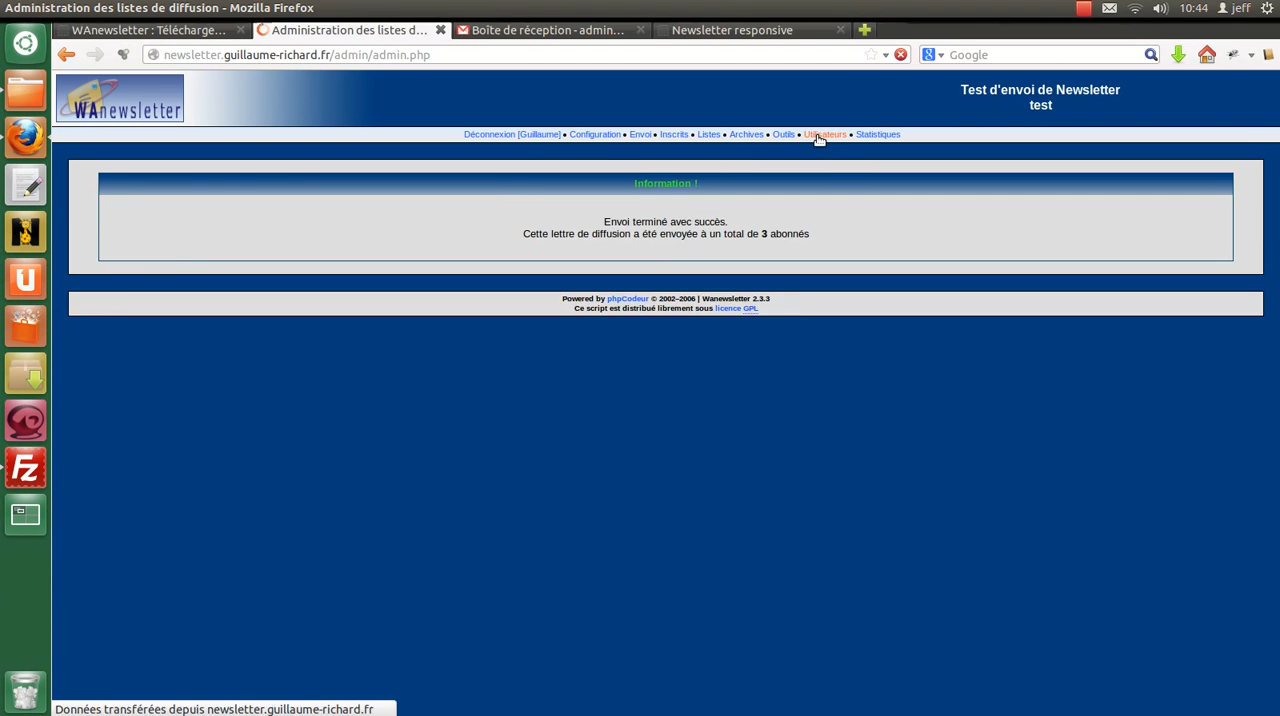 Administration des listes de diffusion - Mozilla Firefox
10:44 jeff
WAnewsletter : Télécharge...
Administration des listes d...
Boîte de réception - admin...
Newsletter responsive
newsletter.guillaume-richard.fr/admin/admin.php
Google
WAnewsletter
Test d'envoi de Newsletter
test
Déconnexion [Guillaume] • Configuration • Envoi • Inscrits • Listes • Archives • Outils • Utilisateurs • Statistiques
Information !
Envoi terminé avec succès.
Cette lettre de diffusion a été envoyée à un total de 3 abonnés
Powered by phpCodeur © 2002–2006 | Wanewsletter 2.3.3
Ce script est distribué librement sous licence GPL
Données transférées depuis newsletter.guillaume-richard.fr